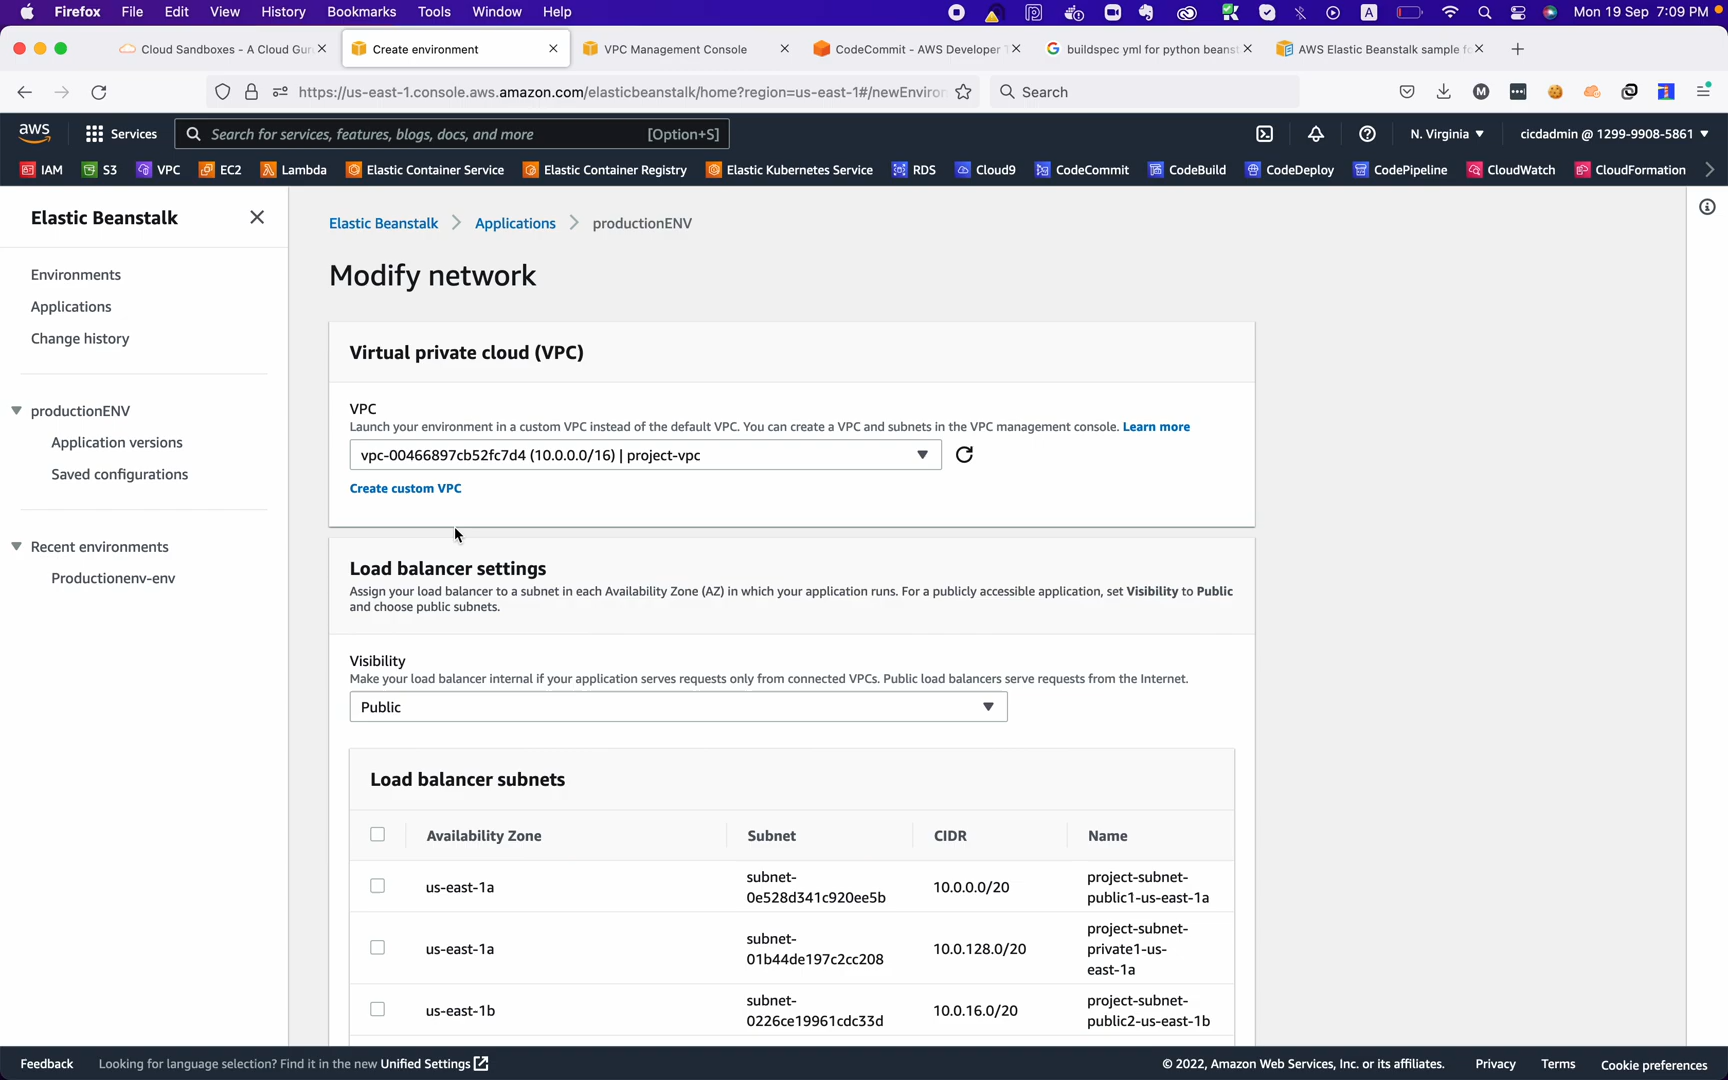 Firefox File Edit View History Bookmarks Tools Window Help
A
Mon 19 Sep 7:09 PM
Cloud Sandboxes - A Cloud Gur
Create environment
VPC Management Console
CodeCommit - AWS Developer T
buildspec yml for python beanst
AWS Elastic Beanstalk sample fo
https://us-east-1.console.aws.amazon.com/elasticbeanstalk/home?region=us-east-1#/newEnviron
Search
aws
Services
Search for services, features, blogs, docs, and more [Option+S]
N. Virginia
cicdadmin @ 1299-9908-5861
IAM S3 VPC EC2 Lambda Elastic Container Service Elastic Container Registry Elastic Kubernetes Service RDS Cloud9 CodeCommit CodeBuild CodeDeploy CodePipeline CloudWatch CloudFormation
Elastic Beanstalk
Environments
Applications
Change history
productionENV
Application versions
Saved configurations
Recent environments
Productionenv-env
Elastic Beanstalk > Applications > productionENV
Modify network
Virtual private cloud (VPC)
VPC
Launch your environment in a custom VPC instead of the default VPC. You can create a VPC and subnets in the VPC management console. Learn more
vpc-00466897cb52fc7d4 (10.0.0.0/16) | project-vpc
Create custom VPC
Load balancer settings
Assign your load balancer to a subnet in each Availability Zone (AZ) in which your application runs. For a publicly accessible application, set Visibility to Public
and choose public subnets.
Visibility
Make your load balancer internal if your application serves requests only from connected VPCs. Public load balancers serve requests from the Internet.
Public
Load balancer subnets
Availability Zone Subnet CIDR Name
us-east-1a subnet-0e528d341c920ee5b 10.0.0.0/20 project-subnet-public1-us-east-1a
us-east-1a subnet-01b44de197c2cc208 10.0.128.0/20 project-subnet-private1-us-east-1a
us-east-1b subnet-0226ce19961cdc33d 10.0.16.0/20 project-subnet-public2-us-east-1b
Feedback
Looking for language selection? Find it in the new Unified Settings
© 2022, Amazon Web Services, Inc. or its affiliates.
Privacy Terms Cookie preferences